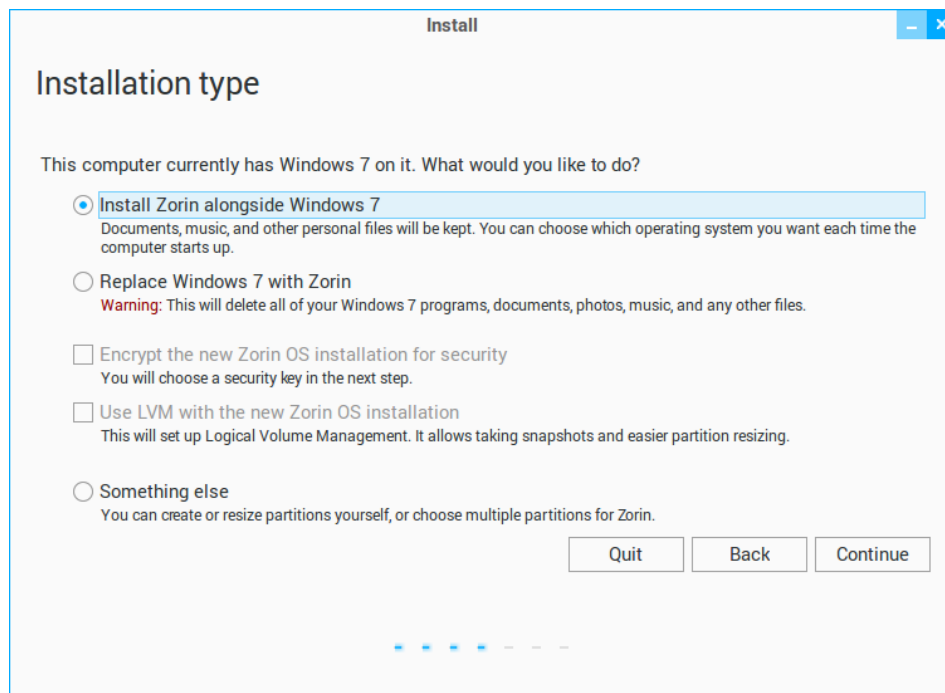 Install
Installation type
This computer currently has Windows 7 on it. What would you like to do?
Install Zorin alongside Windows 7
Documents, music, and other personal files will be kept. You can choose which operating system you want each time the
computer starts up.
Replace Windows 7 with Zorin
Warning: This will delete all of your Windows 7 programs, documents, photos, music, and any other files.
Encrypt the new Zorin OS installation for security
You will choose a security key in the next step.
Use LVM with the new Zorin OS installation
This will set up Logical Volume Management. It allows taking snapshots and easier partition resizing.
Something else
You can create or resize partitions yourself, or choose multiple partitions for Zorin.
Quit Back Continue